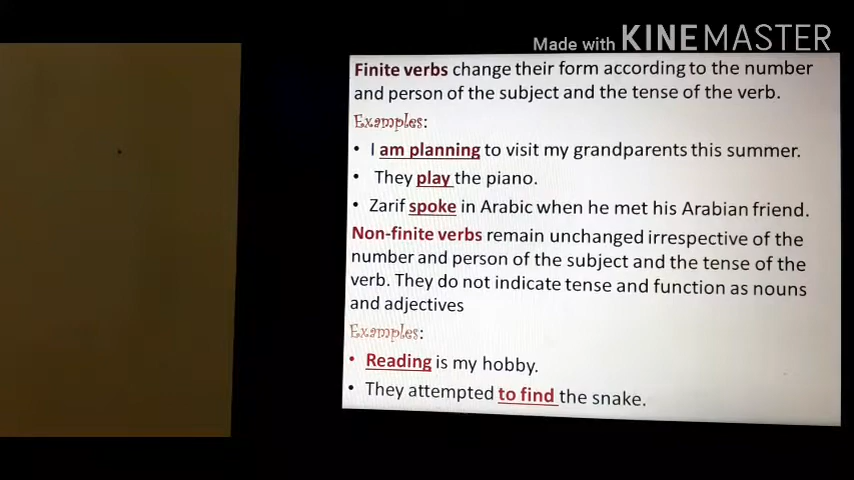 Made with KINEMASTER
Finite verbs change their form according to the number
and person of the subject and the tense of the verb.
Examples:
• I am planning to visit my grandparents this summer.
• They play the piano.
• Zarif spoke in Arabic when he met his Arabian friend.
Non-finite verbs remain unchanged irrespective of the
number and person of the subject and the tense of the
verb. They do not indicate tense and function as nouns
and adjectives
Examples:
• Reading is my hobby.
• They attempted to find the snake.